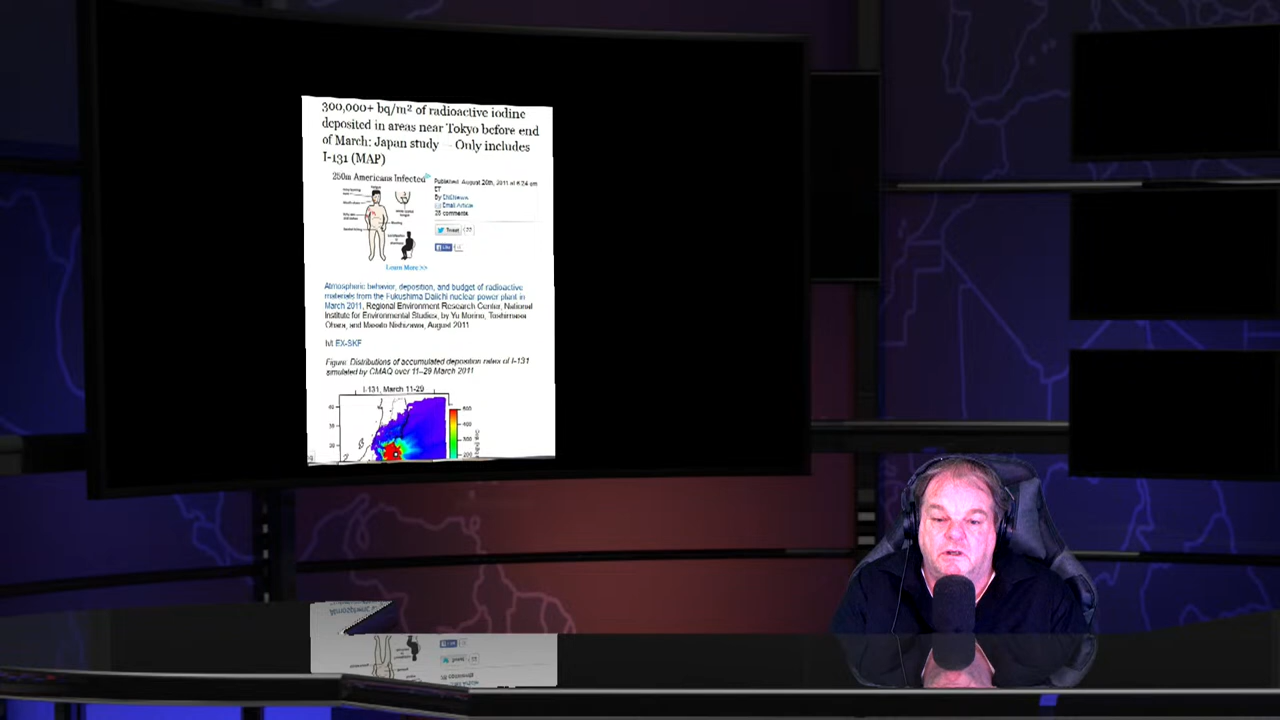 300,000+ bq/m² of radioactive iodine
deposited in areas near Tokyo before end
of March: Japan study – Only includes
I-131 (MAP)
250m Americans Infected
Published: August 20th, 2011 at
ET
By ENENews
Email Article
25 comments
Tweet
Like
Learn More >>
Atmospheric behavior, deposition, and budget of radioactive
materials from the Fukushima Daiichi nuclear power plant in
March 2011, Regional Environment Research Center, National
Institute for Environmental Studies, by Yu Morino, Toshimasa
Ohara, and Masato Nishizawa, August 2011
h/t EX-SKF
Figure: Distributions of accumulated deposition rates of I-131
simulated by CMAQ over 11–29 March 2011
I-131, March 11-29